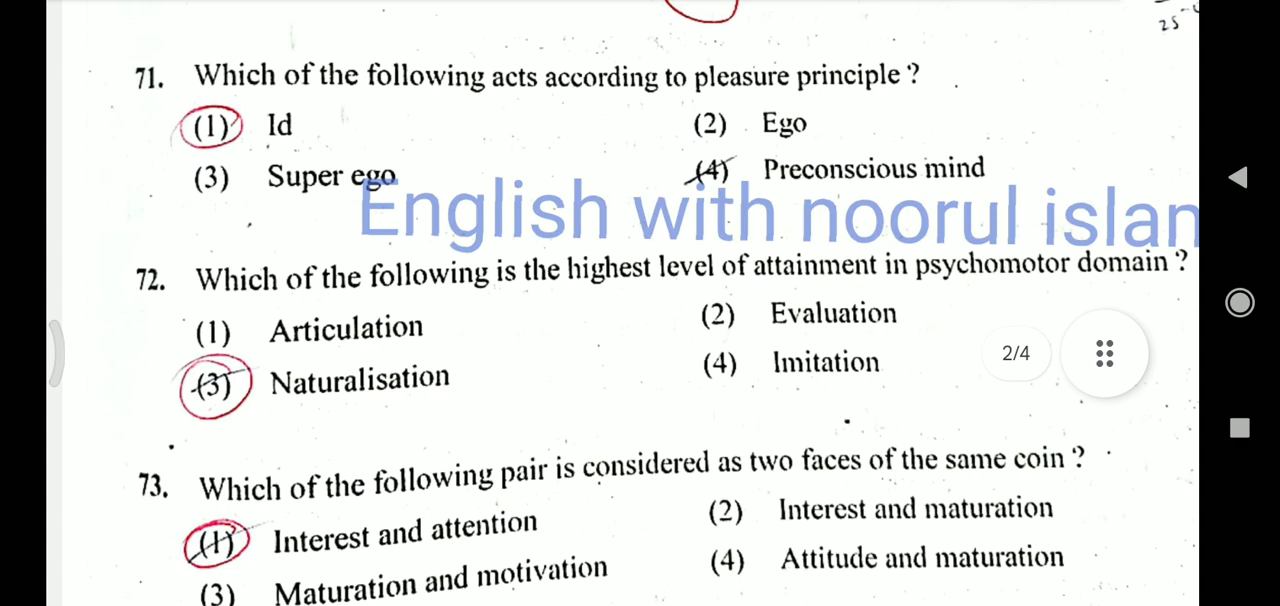 25
71. Which of the following acts according to pleasure principle ?
(1) Id (2) Ego
(3) Super ego (4) Preconscious mind
English with noorul islan
72. Which of the following is the highest level of attainment in psychomotor domain ?
(1) Articulation (2) Evaluation
(3) Naturalisation (4) Imitation
2/4
73. Which of the following pair is considered as two faces of the same coin ?
(1) Interest and attention (2) Interest and maturation
(3) Maturation and motivation (4) Attitude and maturation